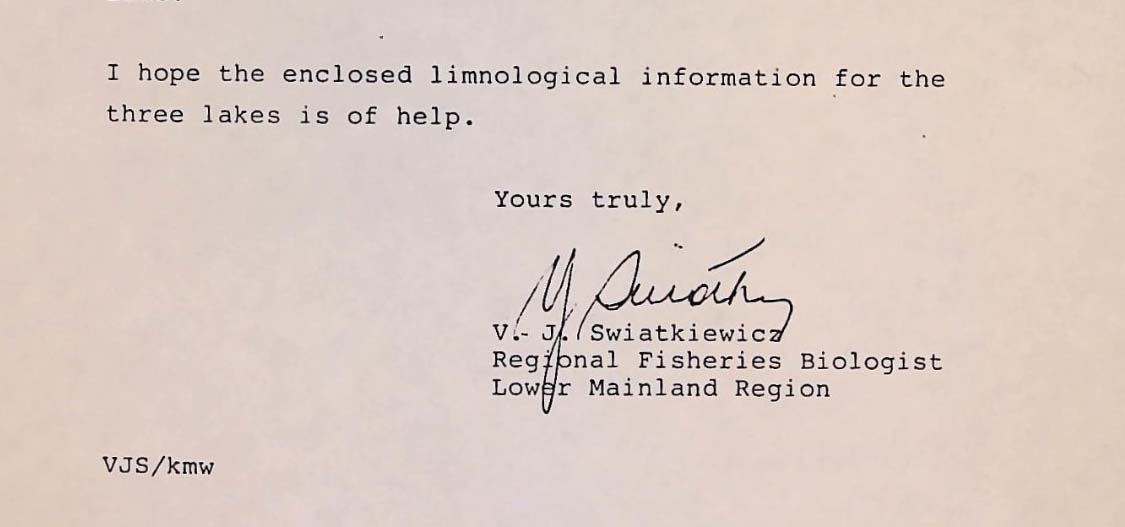 I hope the enclosed limnological information for the
three lakes is of help.
Yours truly,
V. J. Swiatkiewicz
Regional Fisheries Biologist
Lower Mainland Region
VJS/kmw